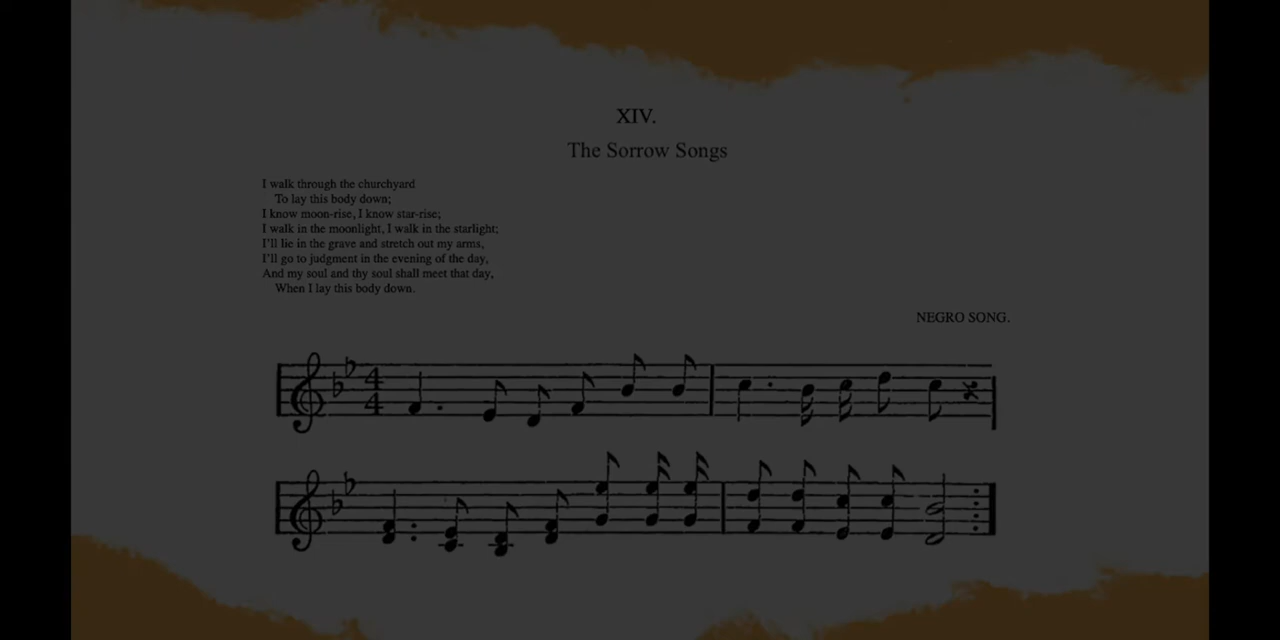 XIV.
The Sorrow Songs
I walk through the churchyard
To lay this body down;
I know moon-rise, I know star-rise;
I walk in the moonlight, I walk in the starlight;
I'll lie in the grave and stretch out my arms,
I'll go to judgment in the evening of the day,
And my soul and thy soul shall meet that day,
When I lay this body down.
NEGRO SONG.
4
4